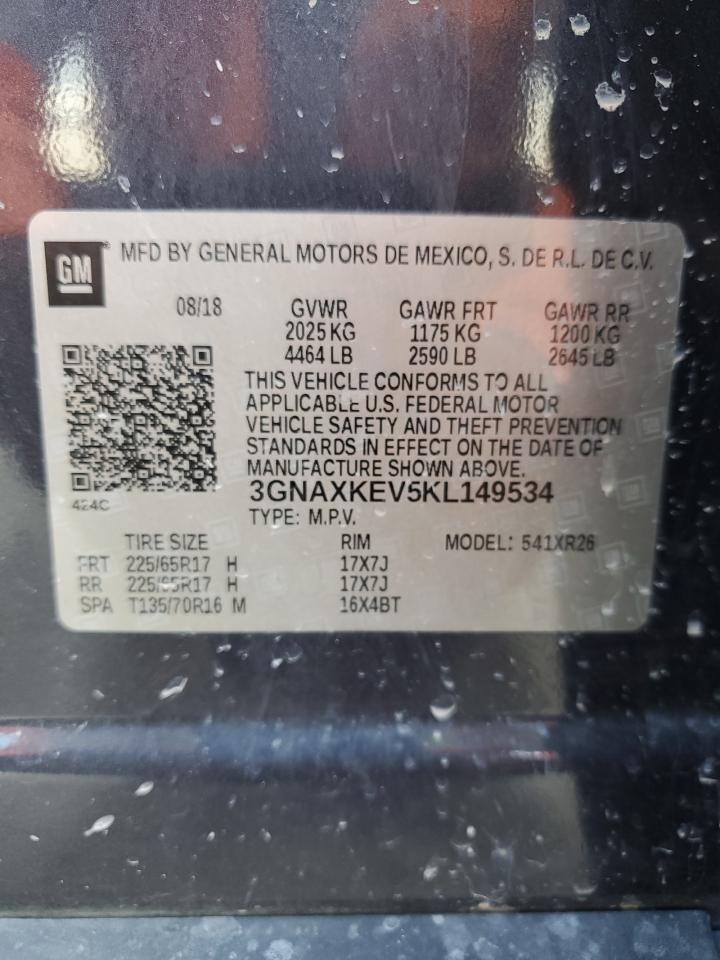 GM ® MFD BY GENERAL MOTORS DE MEXICO, S. DE R.L. DE C.V.
08/18 GVWR GAWR FRT GAWR RR
2025 KG 1175 KG 1200 KG
4464 LB 2590 LB 2645 LB
THIS VEHICLE CONFORMS TO ALL
APPLICABLE U.S. FEDERAL MOTOR
VEHICLE SAFETY AND THEFT PREVENTION
STANDARDS IN EFFECT ON THE DATE OF
MANUFACTURE SHOWN ABOVE.
424C
3GNAXKEV5KL149534
TYPE: M.P.V.
TIRE SIZE RIM MODEL: 541XR26
FRT 225/65R17 H 17X7J
RR 225/65R17 H 17X7J
SPA T135/70R16 M 16X4BT